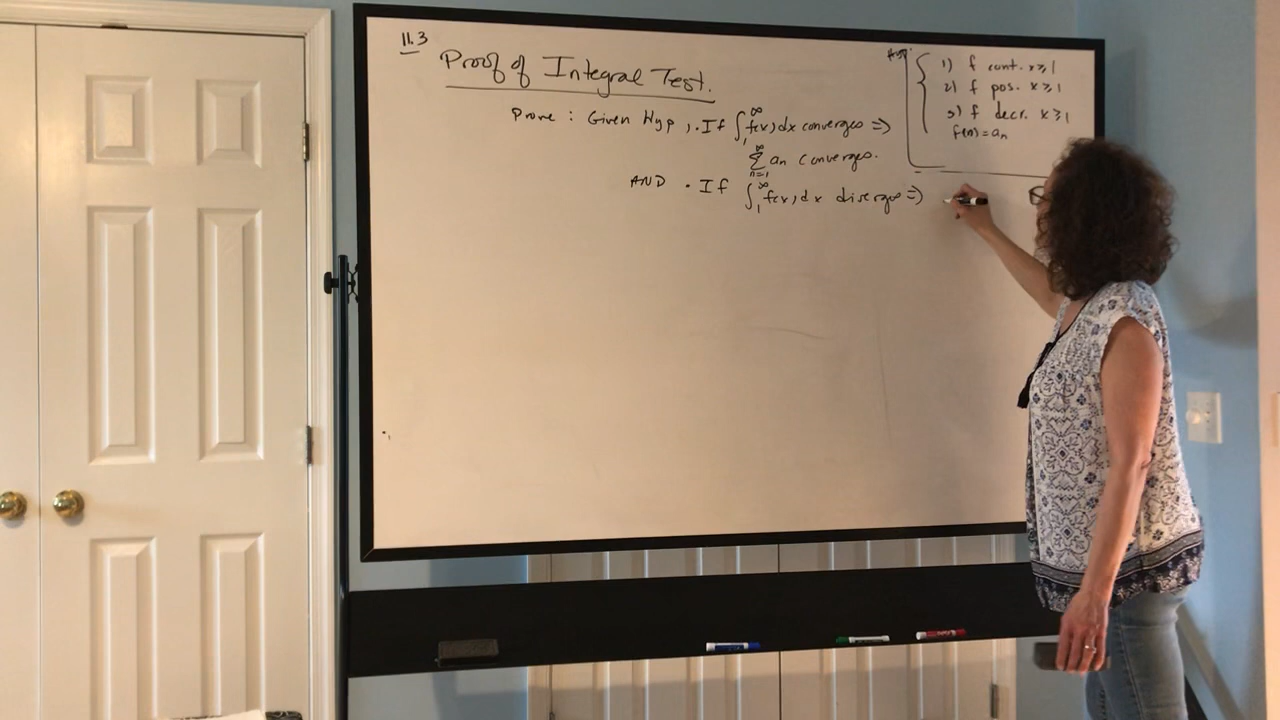 11.3
Proof of Integral Test.
Hyp:
1) f cont. x≥1
2) f pos. x≥1
3) f decr. x≥1
f(n)=an
Prove : Given Hyp, . If ∫₁^∞ f(x)dx converges ⇒
∑_{n=1}^∞ an converges.
AND . If ∫₁^∞ f(x)dx diverges ⇒